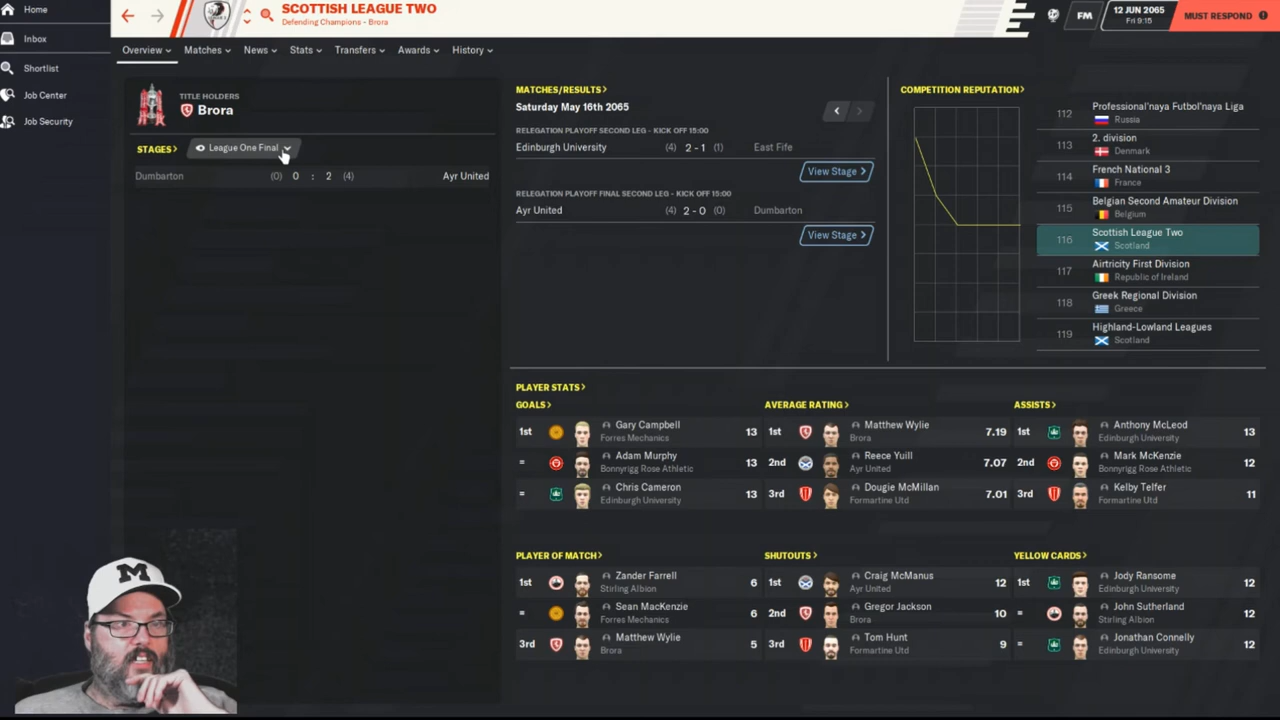 Home
Inbox
Shortlist
Job Center
Job Security
SCOTTISH LEAGUE TWO
Defending Champions - Brora
FM
12 JUN 2065
Fri 9:15
MUST RESPOND
Overview
Matches
News
Stats
Transfers
Awards
History
TITLE HOLDERS
Brora
STAGES>
League One Final
Dumbarton (0) 0 : 2 (4) Ayr United
MATCHES/RESULTS>
Saturday May 16th 2065
RELEGATION PLAYOFF SECOND LEG - KICK OFF 15:00
Edinburgh University (4) 2 - 1 (1) East Fife
View Stage >
RELEGATION PLAYOFF FINAL SECOND LEG - KICK OFF 15:00
Ayr United (4) 2 - 0 (0) Dumbarton
View Stage >
COMPETITION REPUTATION>
112 Professional'naya Futbol'naya Liga
Russia
113 2. division
Denmark
114 French National 3
France
115 Belgian Second Amateur Division
Belgium
116 Scottish League Two
Scotland
117 Airtricity First Division
Republic of Ireland
118 Greek Regional Division
Greece
119 Highland-Lowland Leagues
Scotland
PLAYER STATS>
GOALS>
1st Gary Campbell 13
Forres Mechanics
= Adam Murphy 13
Bonnyrigg Rose Athletic
= Chris Cameron 13
Edinburgh University
AVERAGE RATING>
1st Matthew Wylie 7.19
Brora
2nd Reece Yuill 7.07
Ayr United
3rd Dougie McMillan 7.01
Formartine Utd
ASSISTS>
1st Anthony McLeod 13
Edinburgh University
2nd Mark McKenzie 12
Bonnyrigg Rose Athletic
3rd Kelby Telfer 11
Formartine Utd
PLAYER OF MATCH>
1st Zander Farrell 6
Stirling Albion
= Sean MacKenzie 6
Forres Mechanics
3rd Matthew Wylie 5
Brora
SHUTOUTS>
1st Craig McManus 12
Ayr United
2nd Gregor Jackson 10
Brora
3rd Tom Hunt 9
Formartine Utd
YELLOW CARDS>
1st Jody Ransome 12
Edinburgh University
= John Sutherland 12
Stirling Albion
= Jonathan Connelly 12
Edinburgh University
M